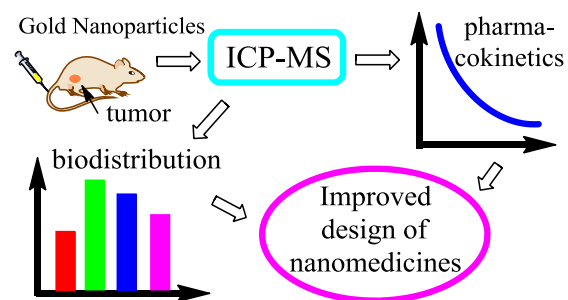 Gold Nanoparticles
ICP-MS
pharma-
cokinetics
tumor
biodistribution
Improved
design of
nanomedicines